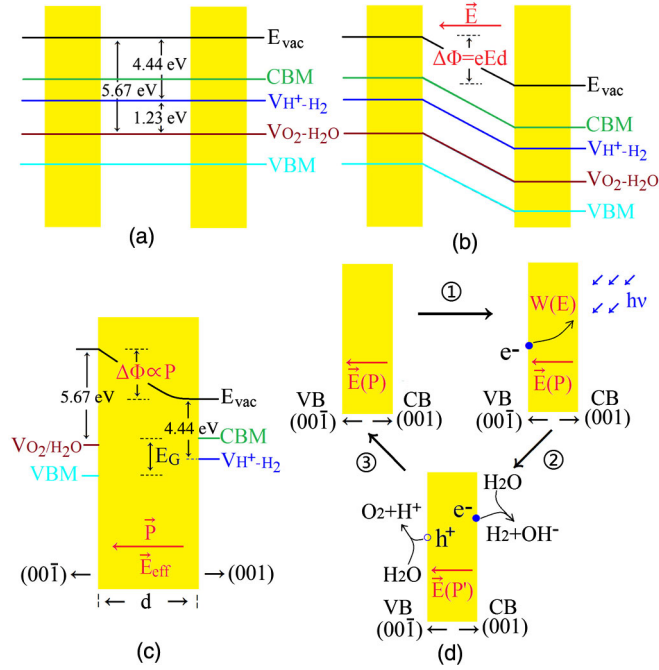 E_vac
4.44 eV
CBM
5.67 eV
V_H⁺-H₂
1.23 eV
V_O₂-H₂O
VBM
(a)
E⃗
ΔΦ=eEd
E_vac
CBM
V_H⁺-H₂
V_O₂-H₂O
VBM
(b)
ΔΦ∝P
5.67 eV
E_vac
4.44 eV
V_O₂/H₂O
CBM
E_G
V_H⁺-H₂
VBM
P⃗
E⃗_eff
(001̄)
(001)
d
(c)
①
W(E)
hν
e-
E⃗(P)
E⃗(P)
VB
CB
(001̄)
(001)
VB
CB
(001̄)
(001)
③
②
H₂O
O₂+H⁺
e-
h⁺
H₂+OH⁻
H₂O
E⃗(P')
VB
CB
(001̄)
(001)
(d)